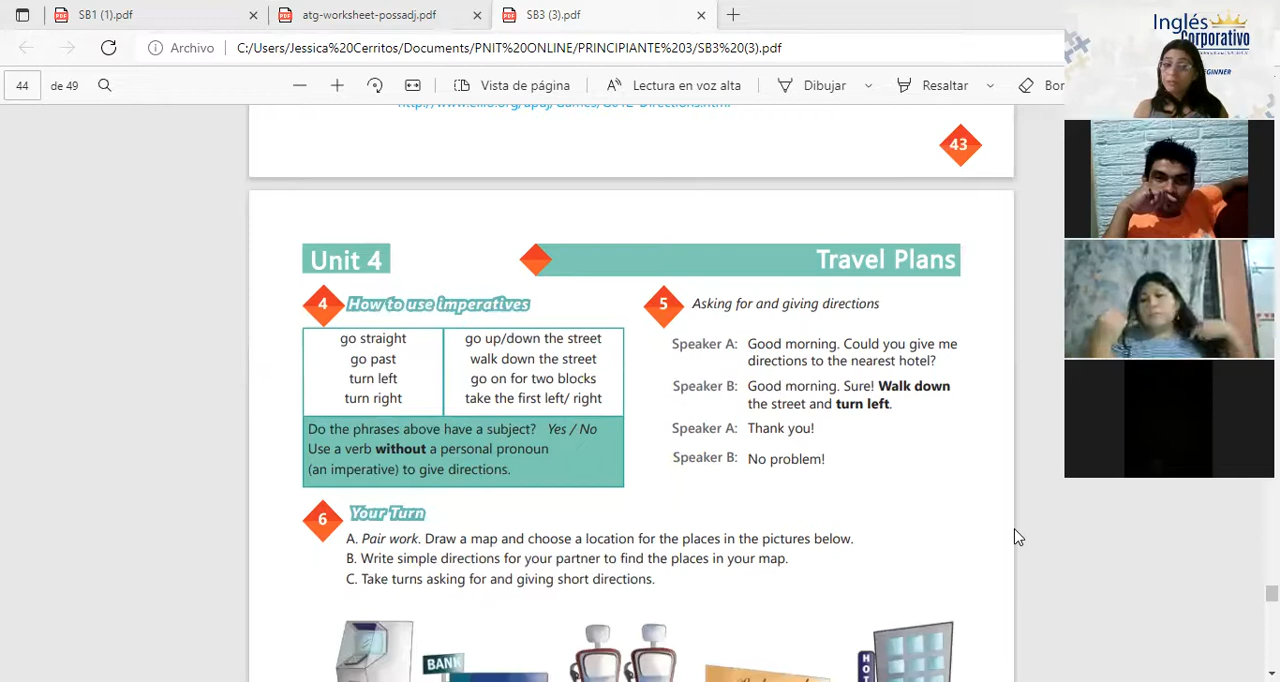 SB1 (1).pdf
atg-worksheet-possadj.pdf
SB3 (3).pdf
Archivo
C:/Users/Jessica%20Cerritos/Documents/PNIT%20ONLINE/PRINCIPIANTE%203/SB3%20(3).pdf
44 de 49
Vista de página
Lectura en voz alta
Dibujar
Resaltar
Bor
Inglés
Corporativo
43
Unit 4
Travel Plans
4 How to use imperatives
go straight
go past
turn left
turn right
go up/down the street
walk down the street
go on for two blocks
take the first left/ right
Do the phrases above have a subject? Yes / No
Use a verb without a personal pronoun
(an imperative) to give directions.
5 Asking for and giving directions
Speaker A: Good morning. Could you give me
directions to the nearest hotel?
Speaker B: Good morning. Sure! Walk down
the street and turn left.
Speaker A: Thank you!
Speaker B: No problem!
6 Your Turn
A. Pair work. Draw a map and choose a location for the places in the pictures below.
B. Write simple directions for your partner to find the places in your map.
C. Take turns asking for and giving short directions.
BANK
HOT